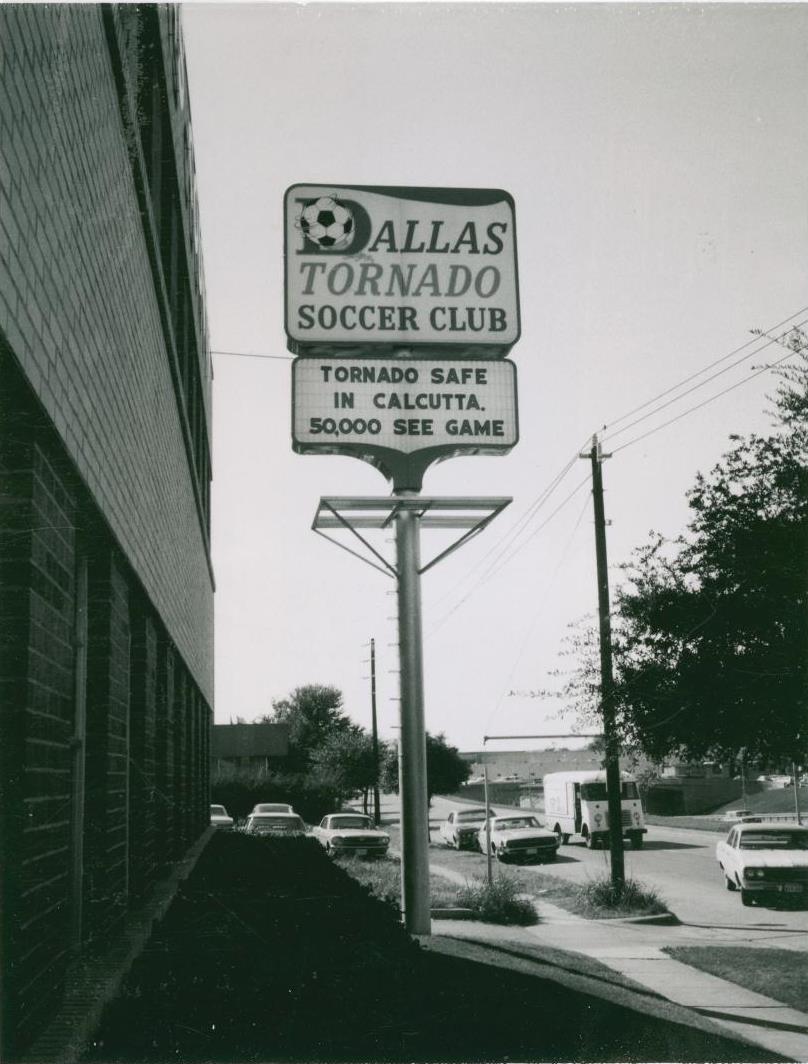 DALLAS
TORNADO
SOCCER CLUB
TORNADO SAFE
IN CALCUTTA.
50,000 SEE GAME